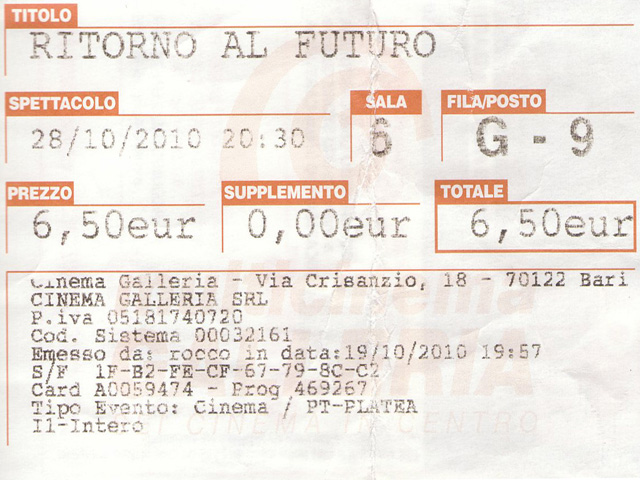 TITOLO
RITORNO AL FUTURO
SPETTACOLO SALA FILA/POSTO
28/10/2010 20:30 6 G - 9
PREZZO SUPPLEMENTO TOTALE
6,50eur 0,00eur 6,50eur
Cinema Galleria - Via Crisanzio, 18 - 70122 Bari
CINEMA GALLERIA SRL
P.iva 05181740720
Cod. Sistema 00032161
Emesso da: rocco in data:19/10/2010 19:57
S/F 1F-B2-FE-CF-67-79-8C-C2
Card A0059474 - Prog 469267
Tipo Evento: Cinema / PT-PLATEA
I1-Intero
CINEMA IN CENTRO